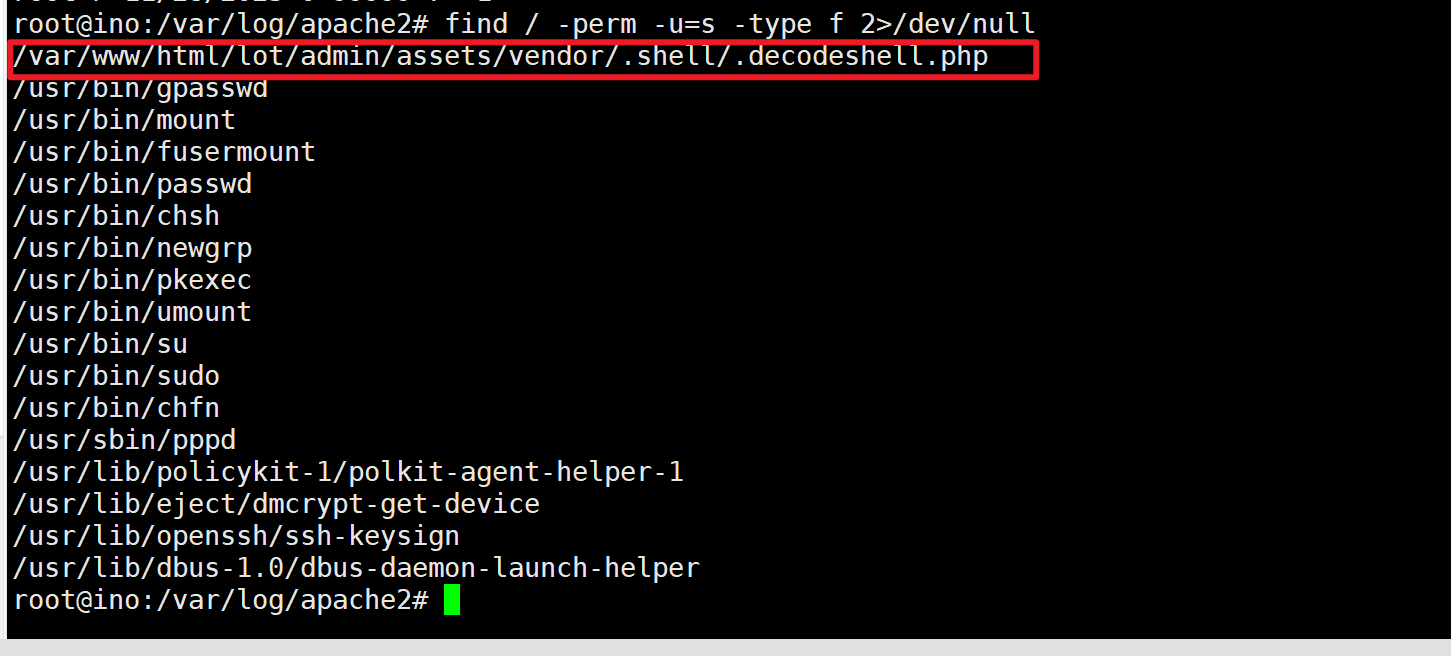 root@ino:/var/log/apache2# find / -perm -u=s -type f 2>/dev/null
/var/www/html/lot/admin/assets/vendor/.shell/.decodeshell.php
/usr/bin/gpasswd
/usr/bin/mount
/usr/bin/fusermount
/usr/bin/passwd
/usr/bin/chsh
/usr/bin/newgrp
/usr/bin/pkexec
/usr/bin/umount
/usr/bin/su
/usr/bin/sudo
/usr/bin/chfn
/usr/sbin/pppd
/usr/lib/policykit-1/polkit-agent-helper-1
/usr/lib/eject/dmcrypt-get-device
/usr/lib/openssh/ssh-keysign
/usr/lib/dbus-1.0/dbus-daemon-launch-helper
root@ino:/var/log/apache2#